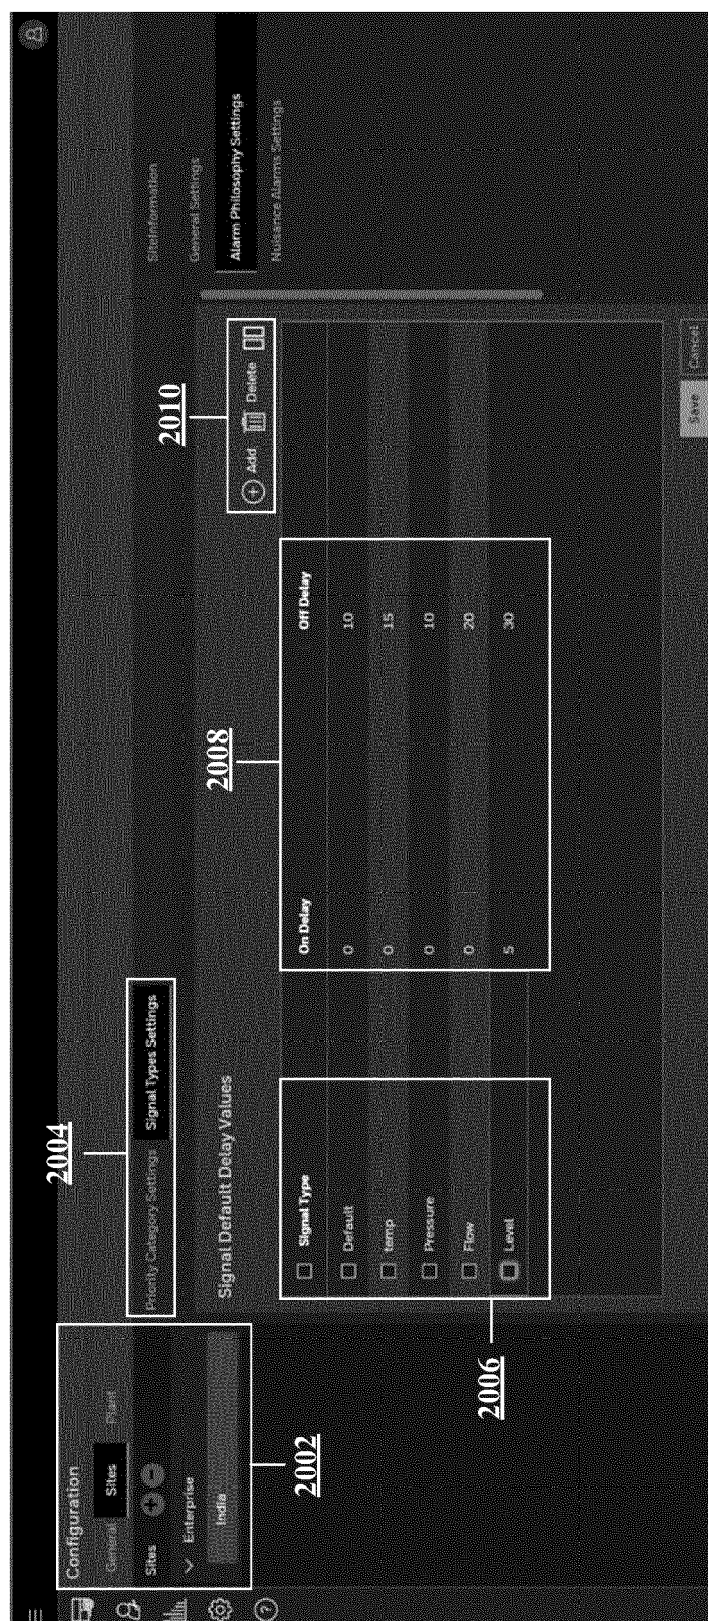 Configuration
General Sites Plant
Sites
Enterprise
India
2002
2004
Priority Category Settings Signal Types Settings
Signal Default Delay Values
2010
Add Delete
2008
Signal Type On Delay Off Delay
Default 0 10
temp 0 15
Pressure 0 10
Flow 0 20
Level 5 30
2006
SiteInformation
General Settings
Alarm Philosophy Settings
Nuisance Alarms Settings
Save Cancel